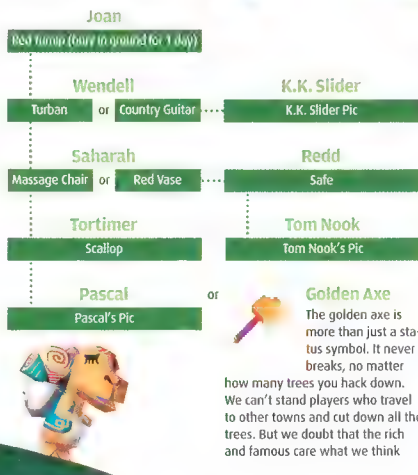 Joan
Red Turnip (bury in ground for 1 day)
Wendell
Turban or Country Guitar
K.K. Slider
K.K. Slider Pic
Saharah
Massage Chair or Red Vase
Redd
Safe
Tortimer
Scallop
Tom Nook
Tom Nook's Pic
Pascal
Pascal's Pic
or
Golden Axe
The golden axe is
more than just a sta-
tus symbol. It never
breaks, no matter
how many trees you hack down.
We can't stand players who travel
to other towns and cut down all the
trees. But we doubt that the rich
and famous care what we think